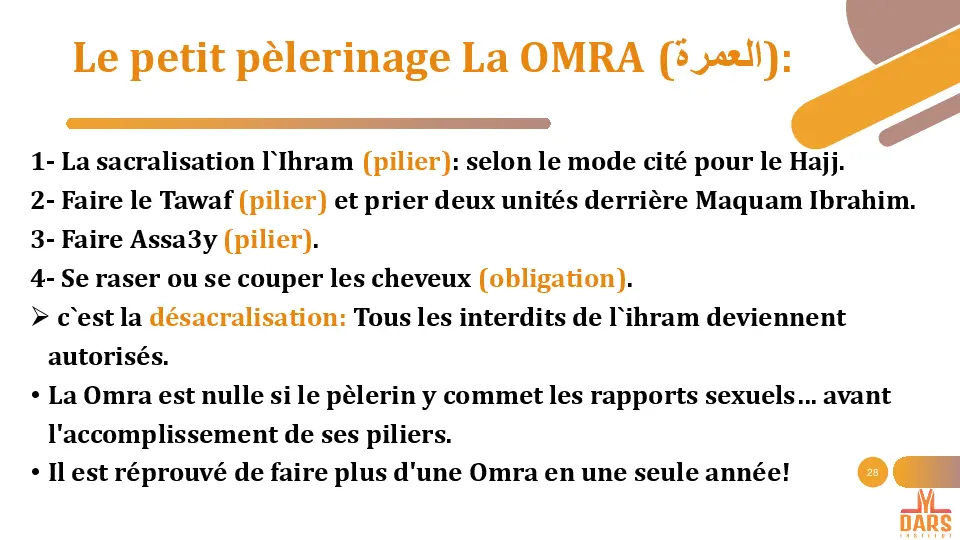 Le petit pèlerinage La OMRA (العمرة):
1- La sacralisation l`Ihram (pilier): selon le mode cité pour le Hajj.
2- Faire le Tawaf (pilier) et prier deux unités derrière Maquam Ibrahim.
3- Faire Assa3y (pilier).
4- Se raser ou se couper les cheveux (obligation).
➢ c`est la désacralisation: Tous les interdits de l`ihram deviennent
autorisés.
• La Omra est nulle si le pèlerin y commet les rapports sexuels… avant
l'accomplissement de ses piliers.
• Il est réprouvé de faire plus d'une Omra en une seule année!
28
DARS
INSTITUT